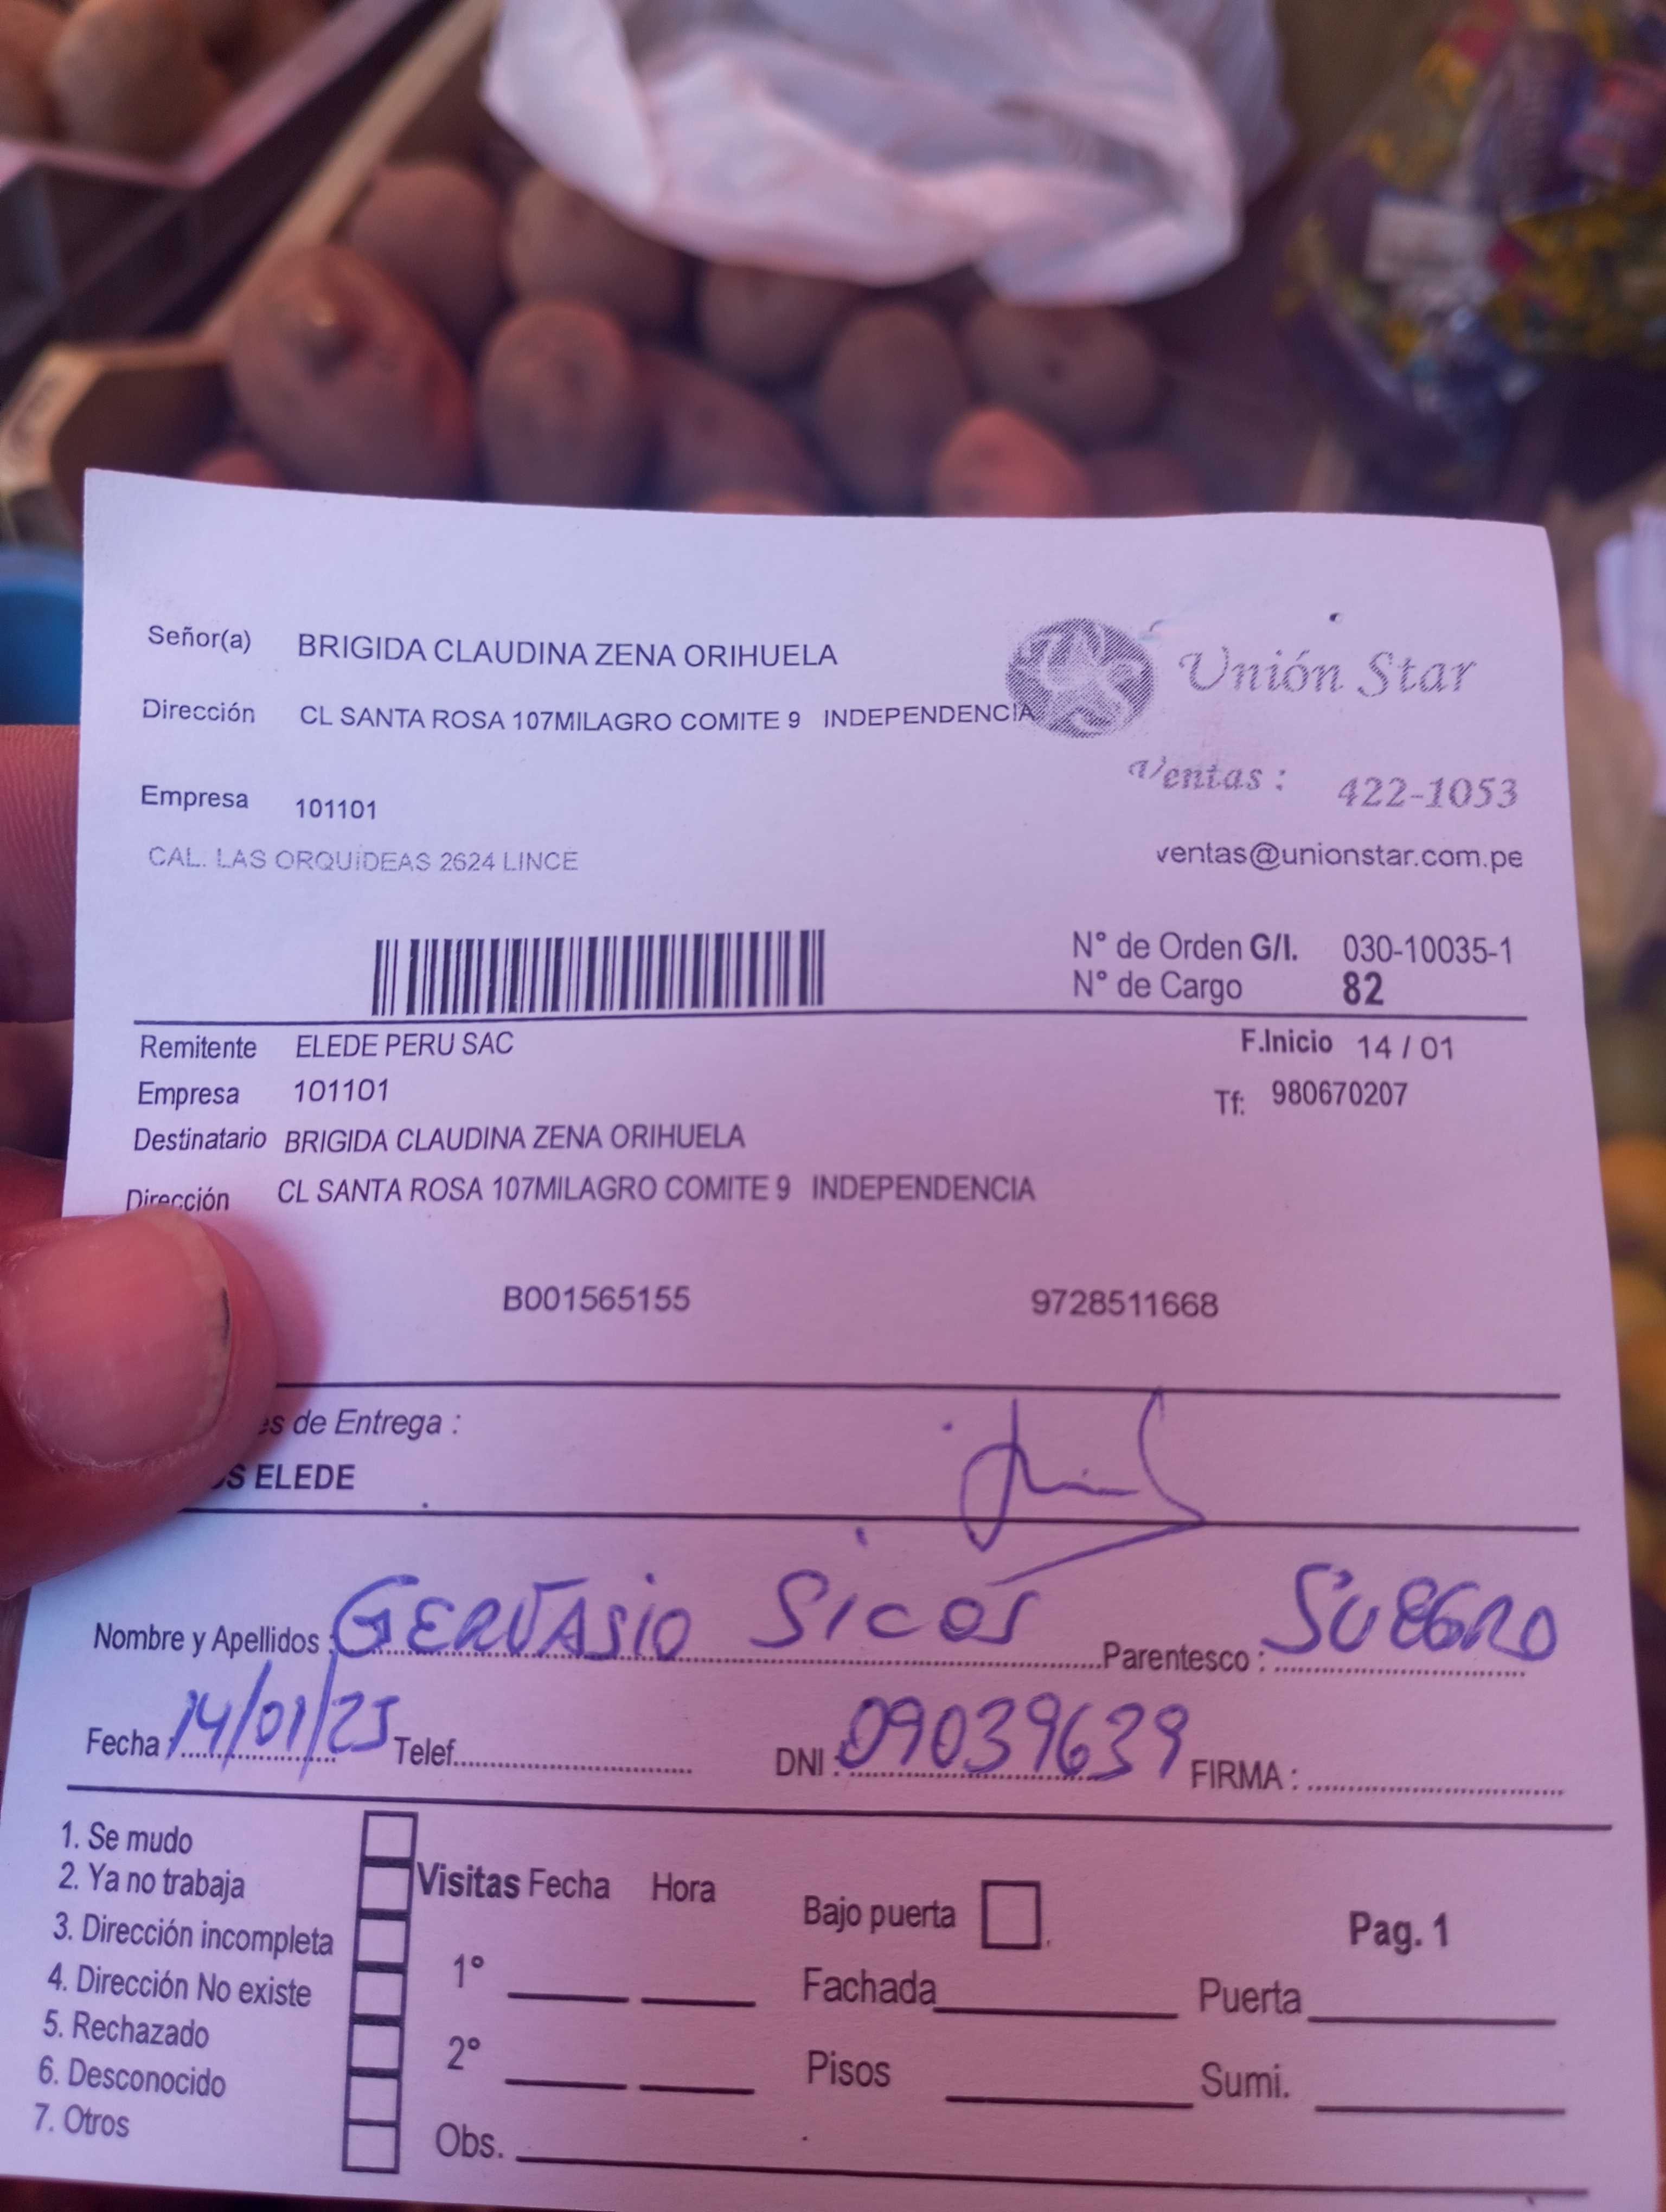 Señor(a) BRIGIDA CLAUDINA ZENA ORIHUELA
Unión Star
Dirección CL SANTA ROSA 107MILAGRO COMITE 9 INDEPENDENCIA
Ventas : 422-1053
Empresa 101101
CAL. LAS ORQUíDEAS 2624 LINCE
ventas@unionstar.com.pe
N° de Orden G/I. 030-10035-1
N° de Cargo 82
Remitente ELEDE PERU SAC F.Inicio 14 / 01
Empresa 101101 Tf: 980670207
Destinatario BRIGIDA CLAUDINA ZENA ORIHUELA
Dirección CL SANTA ROSA 107MILAGRO COMITE 9 INDEPENDENCIA
B001565155 9728511668
de Entrega :
ELEDE
Nombre y Apellidos : GERVASIO SICOS Parentesco : SUEGRO
Fecha : 14/01/25 Telef. DNI : 09039639 FIRMA :
1. Se mudo
2. Ya no trabaja
3. Dirección incompleta
4. Dirección No existe
5. Rechazado
6. Desconocido
7. Otros
Visitas Fecha Hora
1°
2°
Obs.
Bajo puerta
Pag. 1
Fachada Puerta
Pisos Sumi.